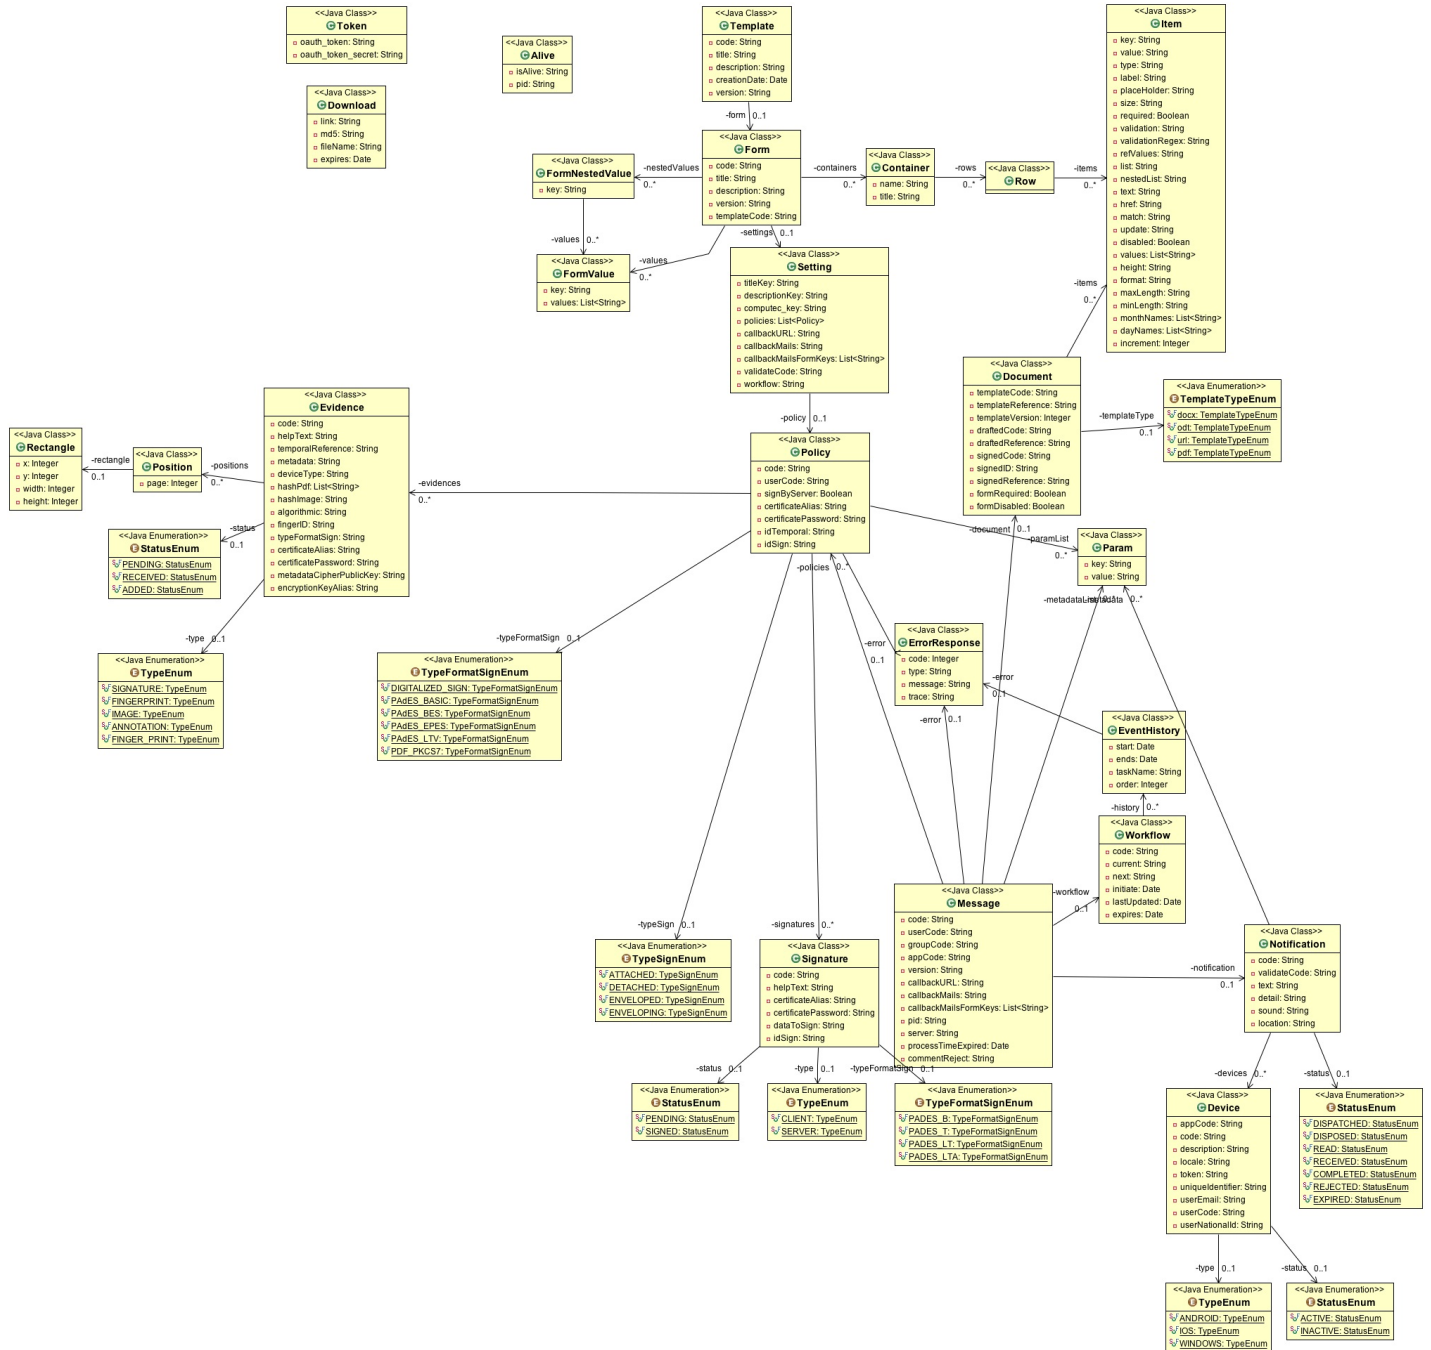 <<Java Class>>
Token
oauth_token: String
oauth_token_secret: String
<<Java Class>>
Download
link: String
md5: String
fileName: String
expires: Date
<<Java Class>>
Alive
isAlive: String
pid: String
<<Java Class>>
Template
code: String
title: String
description: String
creationDate: Date
version: String
-form 0..1
<<Java Class>>
Form
code: String
title: String
description: String
version: String
templateCode: String
-nestedValues
0..*
<<Java Class>>
FormNestedValue
key: String
-values 0..*
-values
0..*
<<Java Class>>
FormValue
key: String
values: List<String>
-containers
0..*
<<Java Class>>
Container
name: String
title: String
-rows
0..*
<<Java Class>>
Row
-items
0..*
<<Java Class>>
Item
key: String
value: String
type: String
label: String
placeHolder: String
size: String
required: Boolean
validation: String
validationRegex: String
refValues: String
list: String
nestedList: String
text: String
href: String
match: String
update: String
disabled: Boolean
values: List<String>
height: String
format: String
maxLength: String
minLength: String
monthNames: List<String>
dayNames: List<String>
increment: Integer
-settings 0..1
<<Java Class>>
Setting
titleKey: String
descriptionKey: String
computec_key: String
policies: List<Policy>
callbackURL: String
callbackMails: String
callbackMailsFormKeys: List<String>
validateCode: String
workflow: String
-items
0..*
<<Java Class>>
Document
templateCode: String
templateReference: String
templateVersion: Integer
draftedCode: String
draftedReference: String
signedCode: String
signedID: String
signedReference: String
formRequired: Boolean
formDisabled: Boolean
-templateType
0..1
<<Java Enumeration>>
TemplateTypeEnum
docx: TemplateTypeEnum
odt: TemplateTypeEnum
url: TemplateTypeEnum
pdf: TemplateTypeEnum
-policy 0..1
<<Java Class>>
Policy
code: String
userCode: String
signByServer: Boolean
certificateAlias: String
certificatePassword: String
idTemporal: String
idSign: String
-evidences
0..*
<<Java Class>>
Evidence
code: String
helpText: String
temporalReference: String
metadata: String
deviceType: String
hashPdf: List<String>
hashImage: String
algorithmic: String
fingerID: String
typeFormatSign: String
certificateAlias: String
certificatePassword: String
metadataCipherPublicKey: String
encryptionKeyAlias: String
-positions
0..*
<<Java Class>>
Position
page: Integer
-rectangle
0..1
<<Java Class>>
Rectangle
x: Integer
y: Integer
width: Integer
height: Integer
-status
0..1
<<Java Enumeration>>
StatusEnum
PENDING: StatusEnum
RECEIVED: StatusEnum
ADDED: StatusEnum
-type 0..1
<<Java Enumeration>>
TypeEnum
SIGNATURE: TypeEnum
FINGERPRINT: TypeEnum
IMAGE: TypeEnum
ANNOTATION: TypeEnum
FINGER_PRINT: TypeEnum
-typeFormatSign 0..1
<<Java Enumeration>>
TypeFormatSignEnum
DIGITALIZED_SIGN: TypeFormatSignEnum
PAdES_BASIC: TypeFormatSignEnum
PAdES_BES: TypeFormatSignEnum
PAdES_EPES: TypeFormatSignEnum
PAdES_LTV: TypeFormatSignEnum
PDF_PKCS7: TypeFormatSignEnum
-document 0..1
-paramList
0..*
<<Java Class>>
Param
key: String
value: String
-metadata 0..*
-policies 0..*
-error
0..1
<<Java Class>>
ErrorResponse
code: Integer
type: String
message: String
trace: String
-error
0..1
-error 0..1
<<Java Class>>
EventHistory
start: Date
ends: Date
taskName: String
order: Integer
-history 0..*
<<Java Class>>
Workflow
code: String
current: String
next: String
initiate: Date
lastUpdated: Date
expires: Date
-workflow
0..1
<<Java Class>>
Message
code: String
userCode: String
groupCode: String
appCode: String
version: String
callbackURL: String
callbackMails: String
callbackMailsFormKeys: List<String>
pid: String
server: String
processTimeExpired: Date
commentReject: String
-notification
0..1
<<Java Class>>
Notification
code: String
validateCode: String
text: String
detail: String
sound: String
location: String
-typeSign 0..1
<<Java Enumeration>>
TypeSignEnum
ATTACHED: TypeSignEnum
DETACHED: TypeSignEnum
ENVELOPED: TypeSignEnum
ENVELOPING: TypeSignEnum
-signatures 0..*
<<Java Class>>
Signature
code: String
helpText: String
certificateAlias: String
certificatePassword: String
dataToSign: String
idSign: String
-status 0..1
<<Java Enumeration>>
StatusEnum
PENDING: StatusEnum
SIGNED: StatusEnum
-type 0..1
<<Java Enumeration>>
TypeEnum
CLIENT: TypeEnum
SERVER: TypeEnum
-typeFormatSign 0..1
<<Java Enumeration>>
TypeFormatSignEnum
PADES_B: TypeFormatSignEnum
PADES_T: TypeFormatSignEnum
PADES_LT: TypeFormatSignEnum
PADES_LTA: TypeFormatSignEnum
-devices 0..*
<<Java Class>>
Device
appCode: String
code: String
description: String
locale: String
token: String
uniqueIdentifier: String
userEmail: String
userCode: String
userNationalId: String
-status 0..1
<<Java Enumeration>>
StatusEnum
DISPATCHED: StatusEnum
DISPOSED: StatusEnum
READ: StatusEnum
RECEIVED: StatusEnum
COMPLETED: StatusEnum
REJECTED: StatusEnum
EXPIRED: StatusEnum
-type 0..1
<<Java Enumeration>>
TypeEnum
ANDROID: TypeEnum
IOS: TypeEnum
WINDOWS: TypeEnum
-status 0..1
<<Java Enumeration>>
StatusEnum
ACTIVE: StatusEnum
INACTIVE: StatusEnum